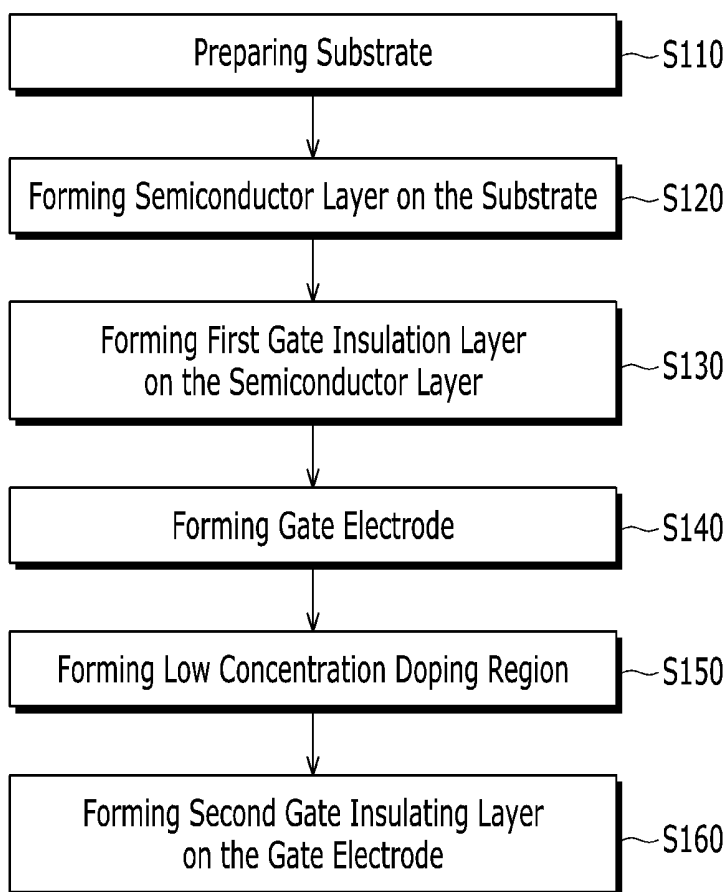 Preparing Substrate
S110
Forming Semiconductor Layer on the Substrate
S120
Forming First Gate Insulation Layer
on the Semiconductor Layer
S130
Forming Gate Electrode
S140
Forming Low Concentration Doping Region
S150
Forming Second Gate Insulating Layer
on the Gate Electrode
S160